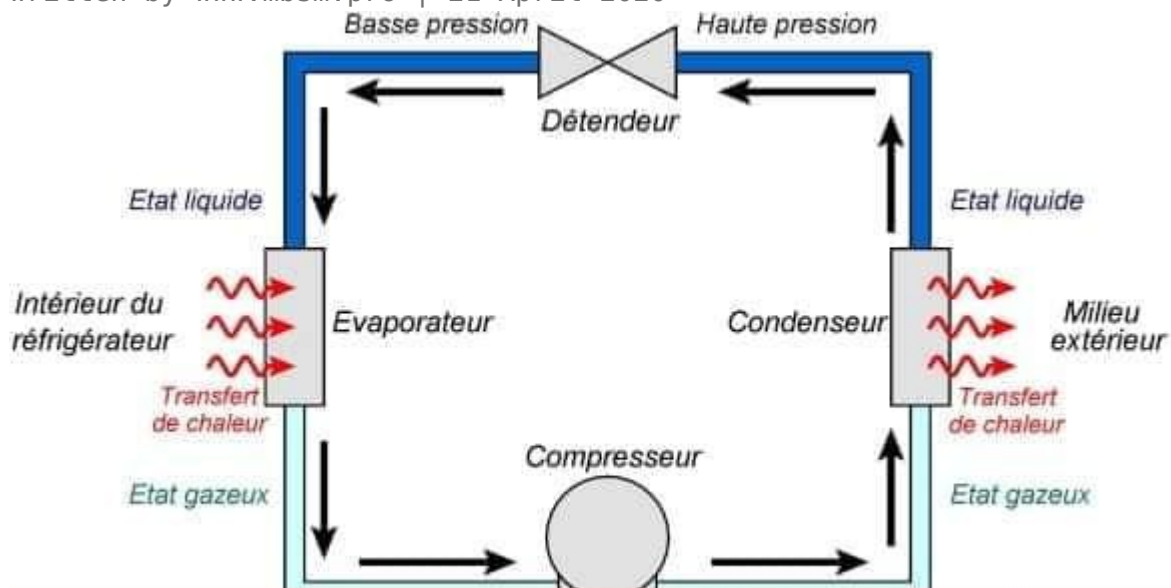 Basse pression
Haute pression
Détendeur
Etat liquide
Etat liquide
Intérieur du
réfrigérateur
Evaporateur
Condenseur
Milieu
extérieur
Transfert
de chaleur
Transfert
de chaleur
Compresseur
Etat gazeux
Etat gazeux